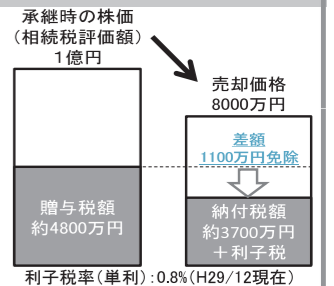 承継時の株価
（相続税評価額）
1億円
売却価格
8000万円
差額
1100万円免除
贈与税額
約4800万円
納付税額
約3700万円
＋利子税
利子税率（単利）：0.8%（H29/12現在）